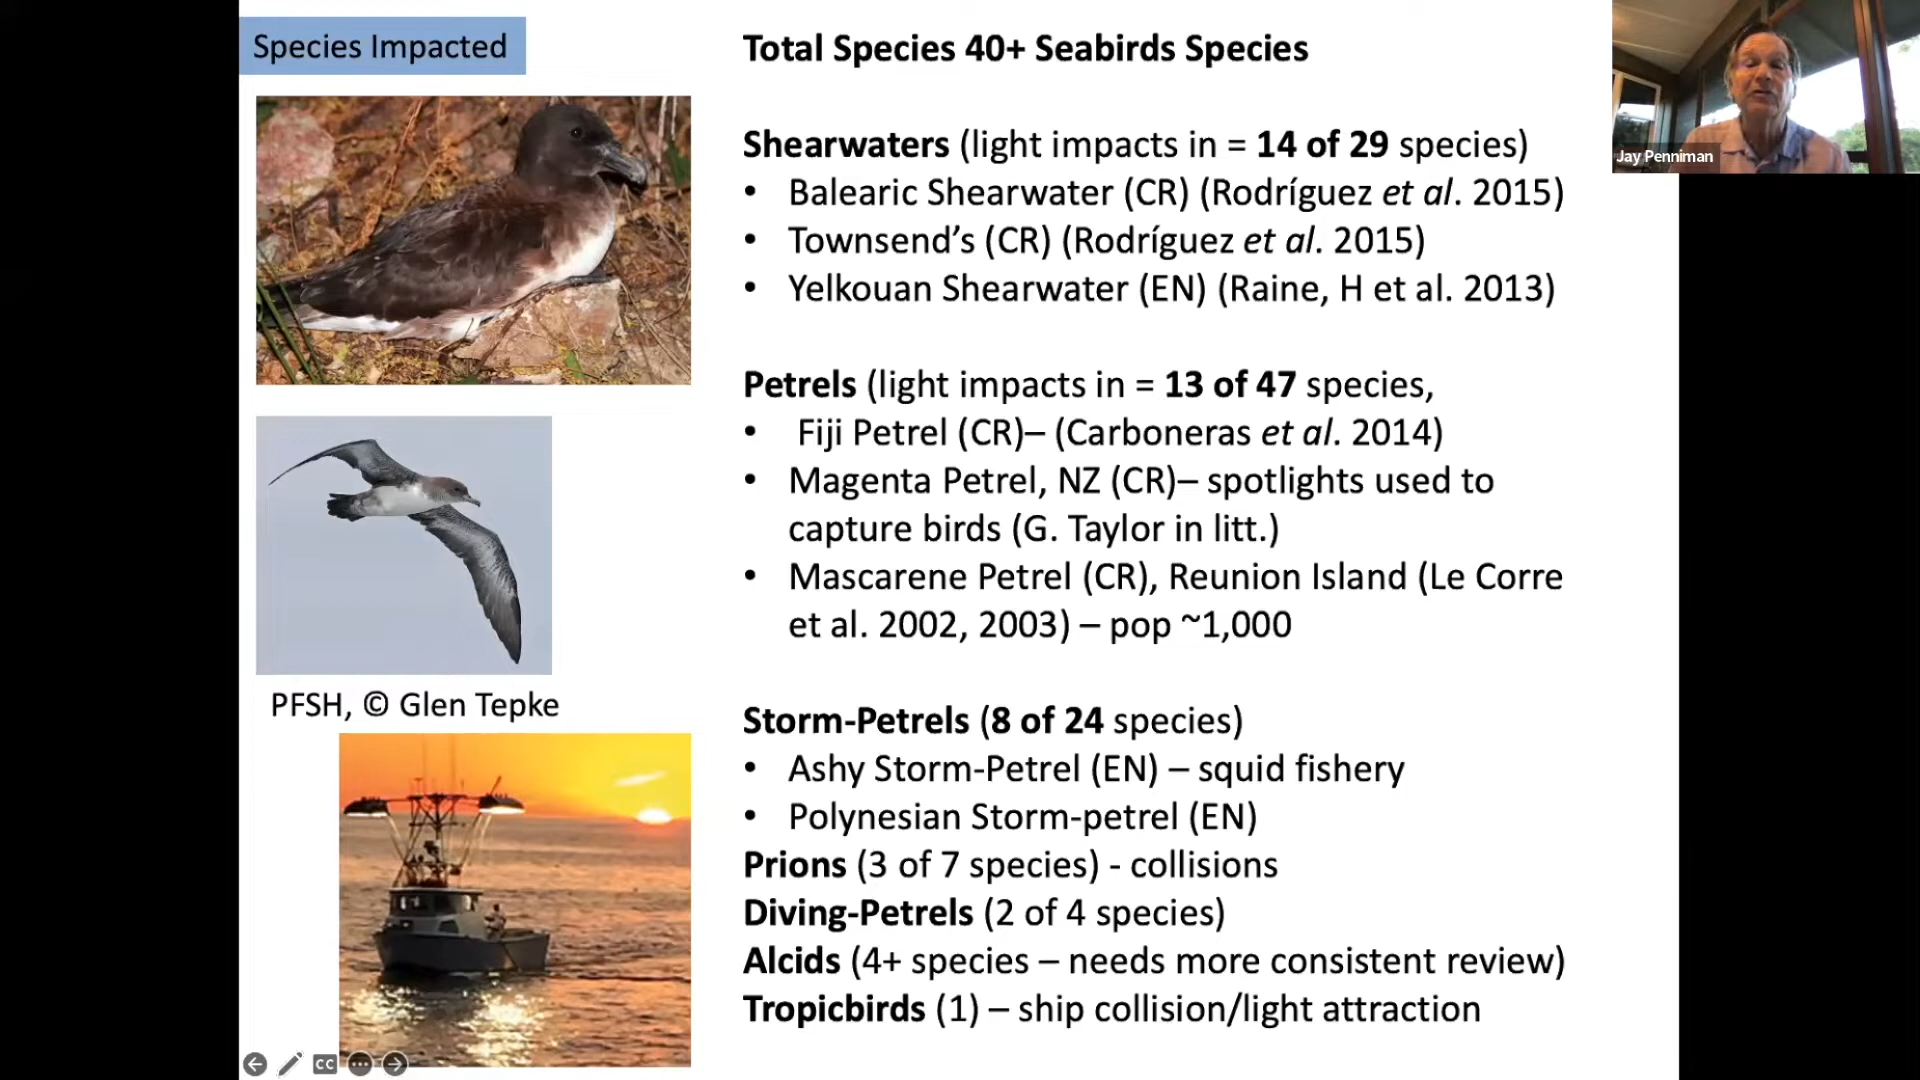 Species Impacted
Total Species 40+ Seabirds Species
Shearwaters (light impacts in = 14 of 29 species)
• Balearic Shearwater (CR) (Rodríguez et al. 2015)
• Townsend’s (CR) (Rodríguez et al. 2015)
• Yelkouan Shearwater (EN) (Raine, H et al. 2013)
Petrels (light impacts in = 13 of 47 species,
• Fiji Petrel (CR)– (Carboneras et al. 2014)
• Magenta Petrel, NZ (CR)– spotlights used to
capture birds (G. Taylor in litt.)
• Mascarene Petrel (CR), Reunion Island (Le Corre
et al. 2002, 2003) – pop ~1,000
Storm-Petrels (8 of 24 species)
• Ashy Storm-Petrel (EN) – squid fishery
• Polynesian Storm-petrel (EN)
Prions (3 of 7 species) - collisions
Diving-Petrels (2 of 4 species)
Alcids (4+ species – needs more consistent review)
Tropicbirds (1) – ship collision/light attraction
PFSH, © Glen Tepke
Jay Penniman
CC